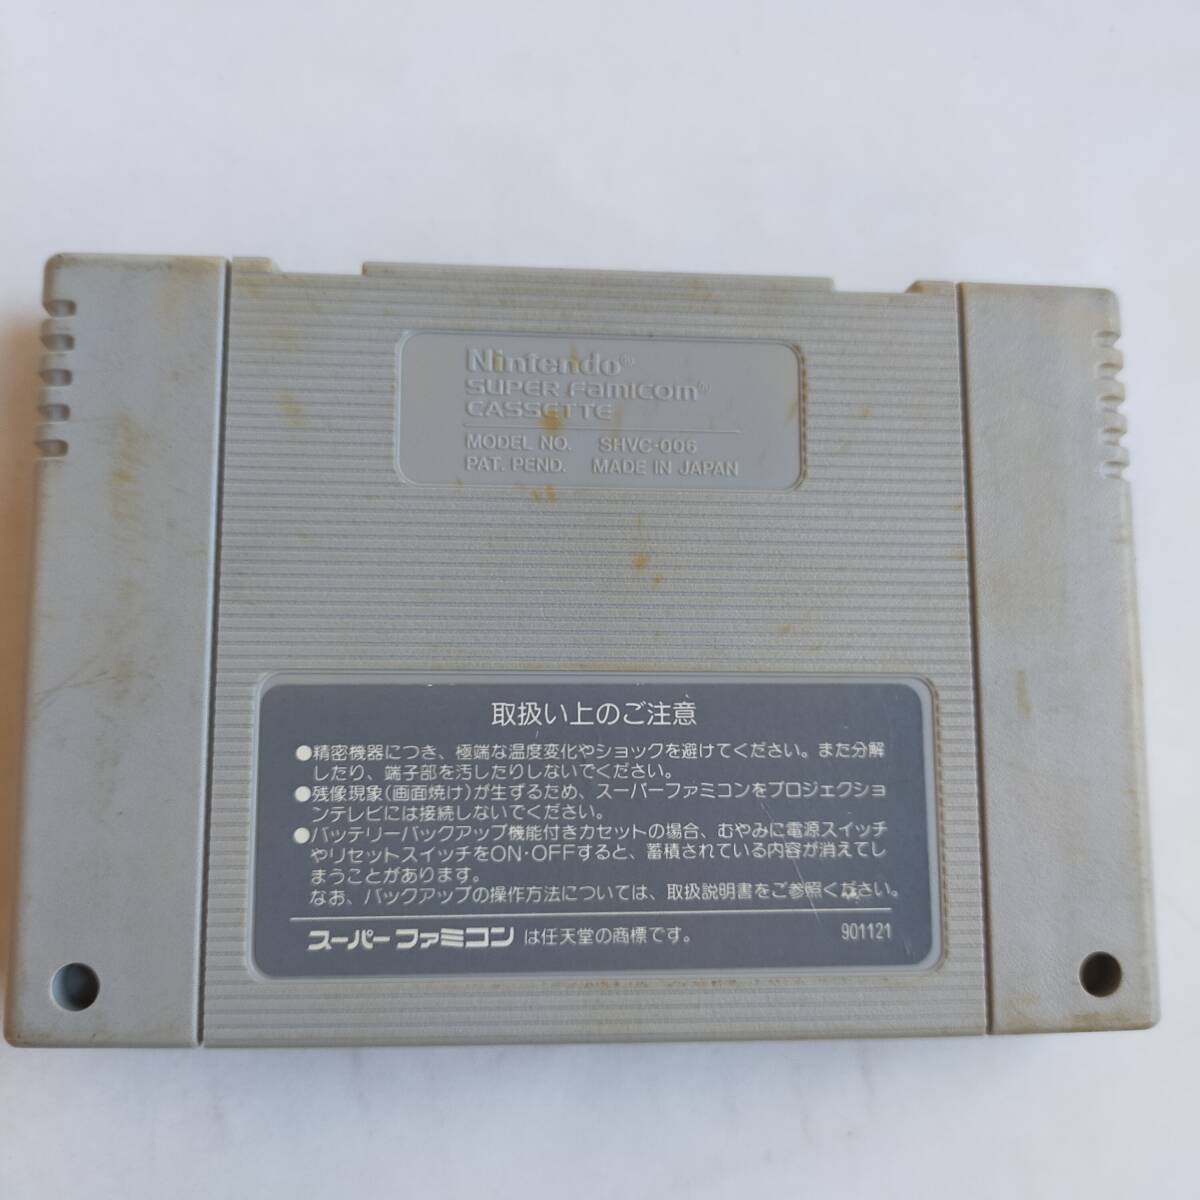 Nintendo®
SUPER Famicom®
CASSETTE
MODEL NO. SHVC-006
PAT. PEND. MADE IN JAPAN
取扱い上のご注意
●精密機器につき、極端な温度変化やショックを避けてください。また分解
したり、端子部を汚したりしないでください。
●残像現象(画面焼け)が生ずるため、スーパーファミコンをプロジェクショ
ンテレビには接続しないでください。
●バッテリーバックアップ機能付きカセットの場合、むやみに電源スイッチ
やリセットスイッチをON・OFFすると、蓄積されている内容が消えてし
まうことがあります。
なお、バックアップの操作方法については、取扱説明書をご参照ください。
スーパーファミコン は任天堂の商標です。 901121